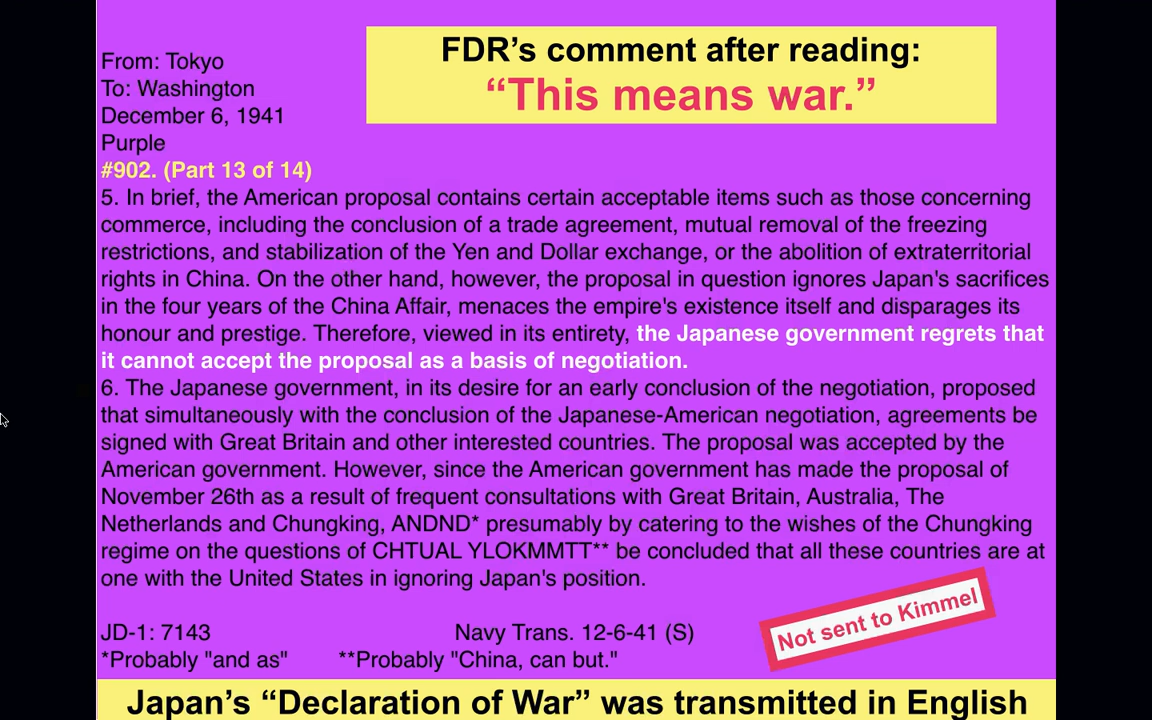 FDR’s comment after reading:
“This means war.”
From: Tokyo
To: Washington
December 6, 1941
Purple
#902. (Part 13 of 14)
5. In brief, the American proposal contains certain acceptable items such as those concerning
commerce, including the conclusion of a trade agreement, mutual removal of the freezing
restrictions, and stabilization of the Yen and Dollar exchange, or the abolition of extraterritorial
rights in China. On the other hand, however, the proposal in question ignores Japan's sacrifices
in the four years of the China Affair, menaces the empire's existence itself and disparages its
honour and prestige. Therefore, viewed in its entirety, the Japanese government regrets that
it cannot accept the proposal as a basis of negotiation.
6. The Japanese government, in its desire for an early conclusion of the negotiation, proposed
that simultaneously with the conclusion of the Japanese-American negotiation, agreements be
signed with Great Britain and other interested countries. The proposal was accepted by the
American government. However, since the American government has made the proposal of
November 26th as a result of frequent consultations with Great Britain, Australia, The
Netherlands and Chungking, ANDND* presumably by catering to the wishes of the Chungking
regime on the questions of CHTUAL YLOKMMTT** be concluded that all these countries are at
one with the United States in ignoring Japan's position.
JD-1: 7143 Navy Trans. 12-6-41 (S)
*Probably "and as" **Probably "China, can but."
Not sent to Kimmel
Japan’s “Declaration of War” was transmitted in English